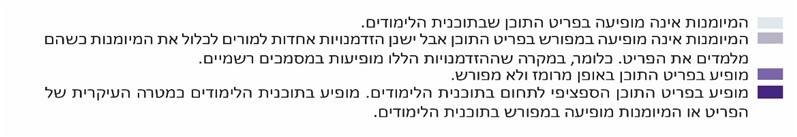 המיומנות אינה מופיעה בפריט התוכן שבתוכנית הלימודים.
המיומנות אינה מופיעה במפורש בפריט התוכן אבל ישנן הזדמנויות אחדות למורים לכלול את המיומנות כשהם
מלמדים את הפריט. כלומר, במקרה שההזדמנויות הללו מופיעות במסמכים רשמיים.
מופיע בפריט התוכן באופן מרומז ולא מפורש.
מופיע בפריט התוכן הספציפי לתחום בתוכנית הלימודים. מופיע בתוכנית הלימודים כמטרה העיקרית של
הפריט או המיומנות מופיעה במפורש בתוכנית הלימודים.